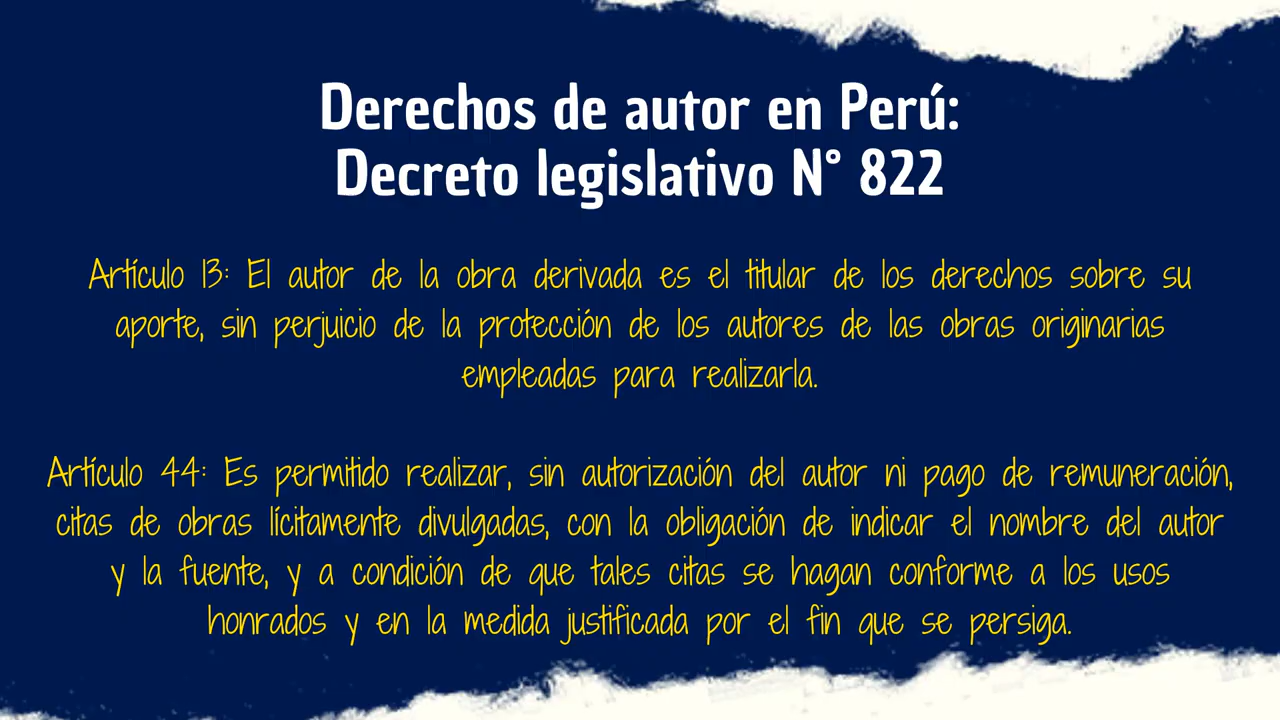 Derechos de autor en Perú:
Decreto legislativo N° 822
Artículo 13: El autor de la obra derivada es el titular de los derechos sobre su
aporte, sin perjuicio de la protección de los autores de las obras originarias
empleadas para realizarla.
Artículo 44: Es permitido realizar, sin autorización del autor ni pago de remuneración,
citas de obras lícitamente divulgadas, con la obligación de indicar el nombre del autor
y la fuente, y a condición de que tales citas se hagan conforme a los usos
honrados y en la medida justificada por el fin que se persiga.